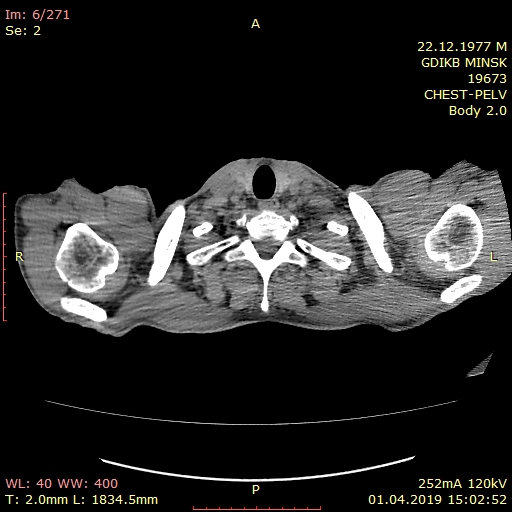 Im: 6/271
Se: 2
A
22.12.1977 M
GDIKB MINSK
19673
CHEST-PELV
Body 2.0
R
L
WL: 40 WW: 400
T: 2.0mm L: 1834.5mm
P
252mA 120kV
01.04.2019 15:02:52